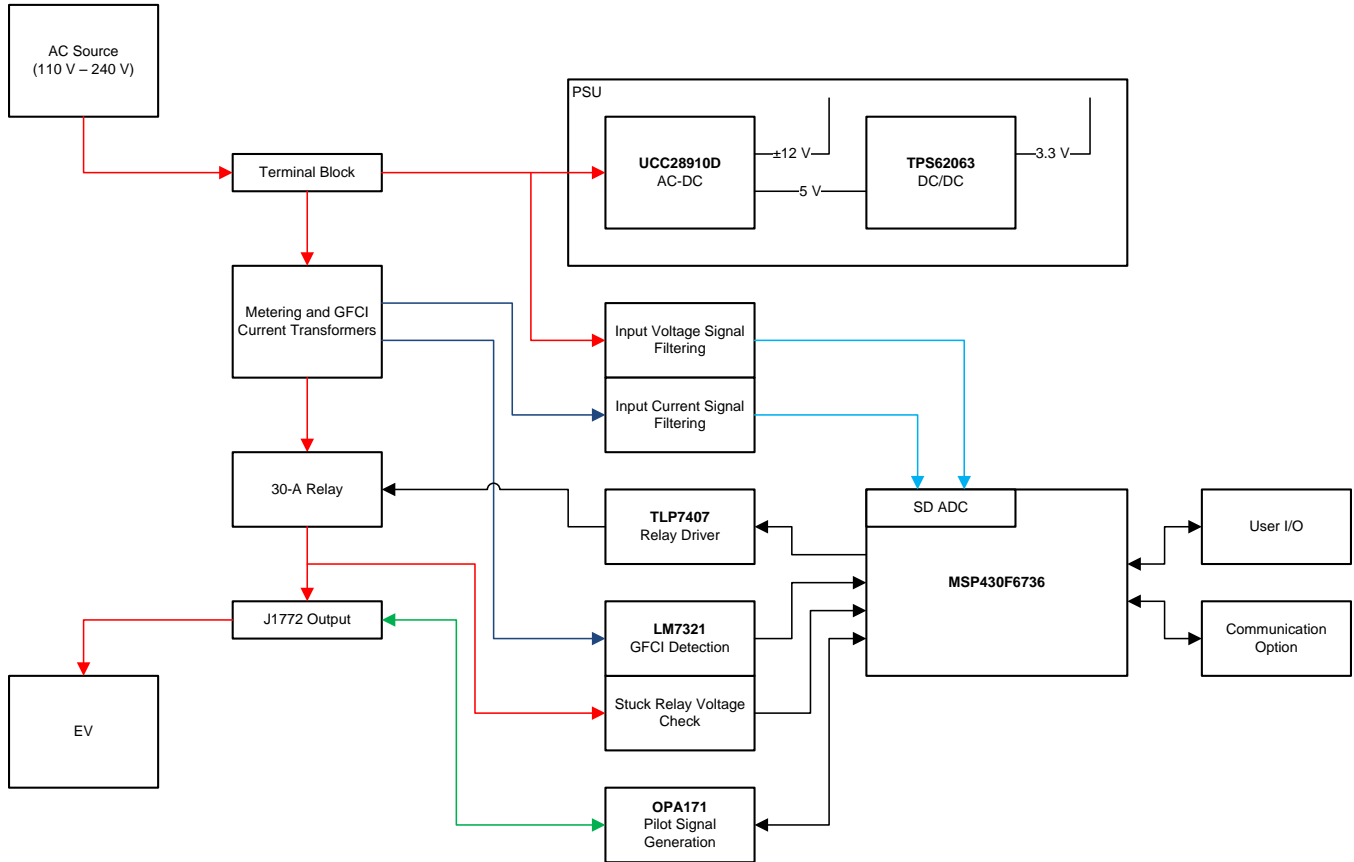 AC Source
(110 V – 240 V)
PSU
UCC28910D
AC-DC
±12 V
5 V
TPS62063
DC/DC
3.3 V
Terminal Block
Metering and GFCI
Current Transformers
Input Voltage Signal
Filtering
Input Current Signal
Filtering
30-A Relay
TLP7407
Relay Driver
SD ADC
MSP430F6736
User I/O
Communication
Option
J1772 Output
LM7321
GFCI Detection
Stuck Relay Voltage
Check
EV
OPA171
Pilot Signal
Generation